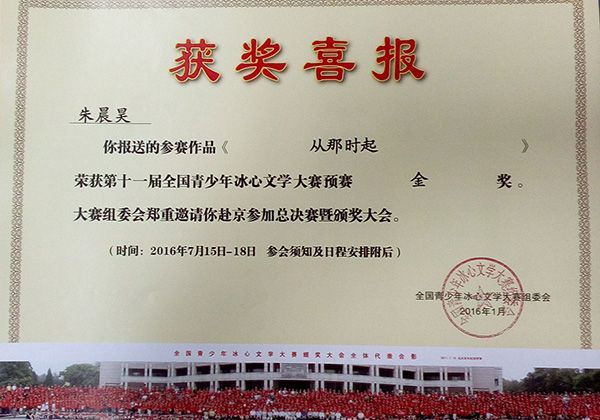 获奖喜报
朱晨昊
你报送的参赛作品《 从那时起 》
荣获第十一届全国青少年冰心文学大赛预赛 金 奖。
大赛组委会郑重邀请你赴京参加总决赛暨颁奖大会。
(时间：2016年7月15日-18日 参会须知及日程安排附后)
全国青少年冰心文学大赛组委会
2016年1月
全国青少年冰心文学大赛颁奖大会全体代表合影